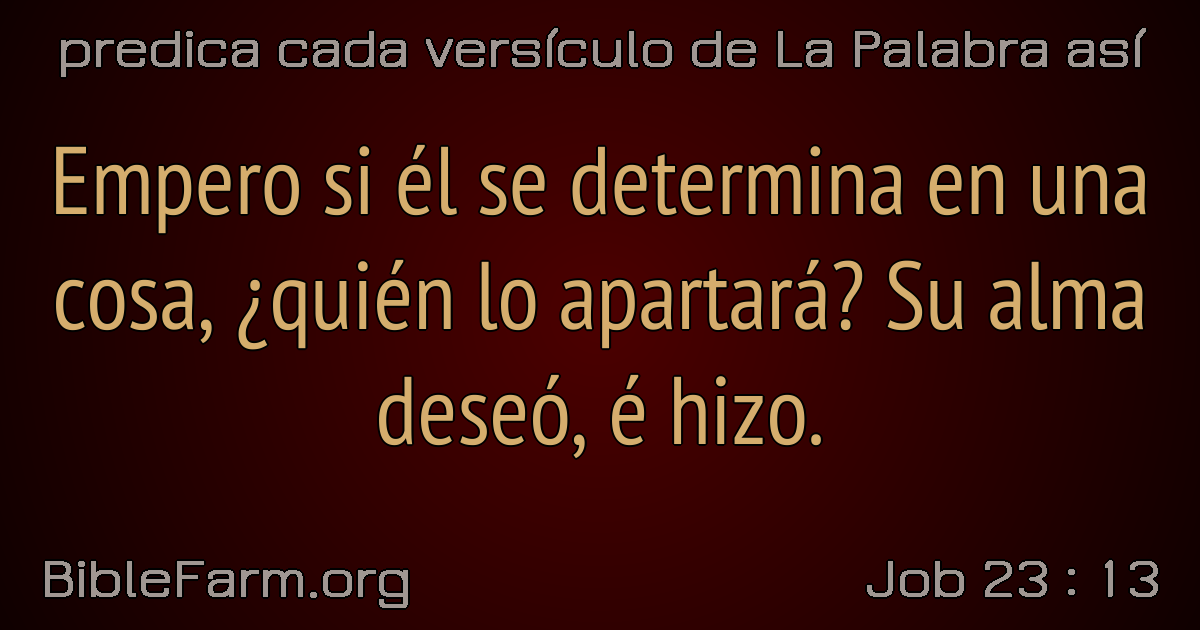 predica cada versículo de La Palabra así
Empero si él se determina en una
cosa, ¿quién lo apartará? Su alma
deseó, é hizo.
BibleFarm.org
Job 23 : 13